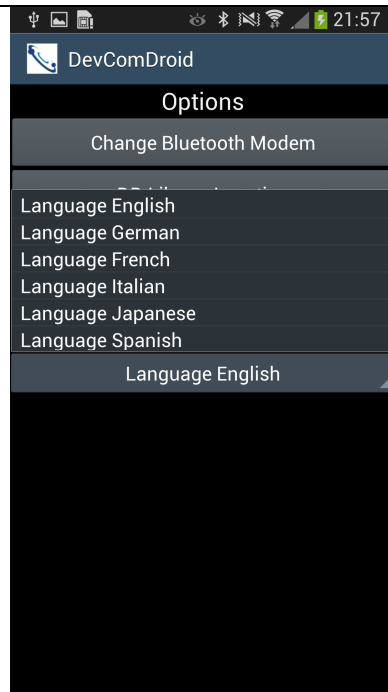 21:57
DevComDroid
Options
Change Bluetooth Modem
Language English
Language German
Language French
Language Italian
Language Japanese
Language Spanish
Language English